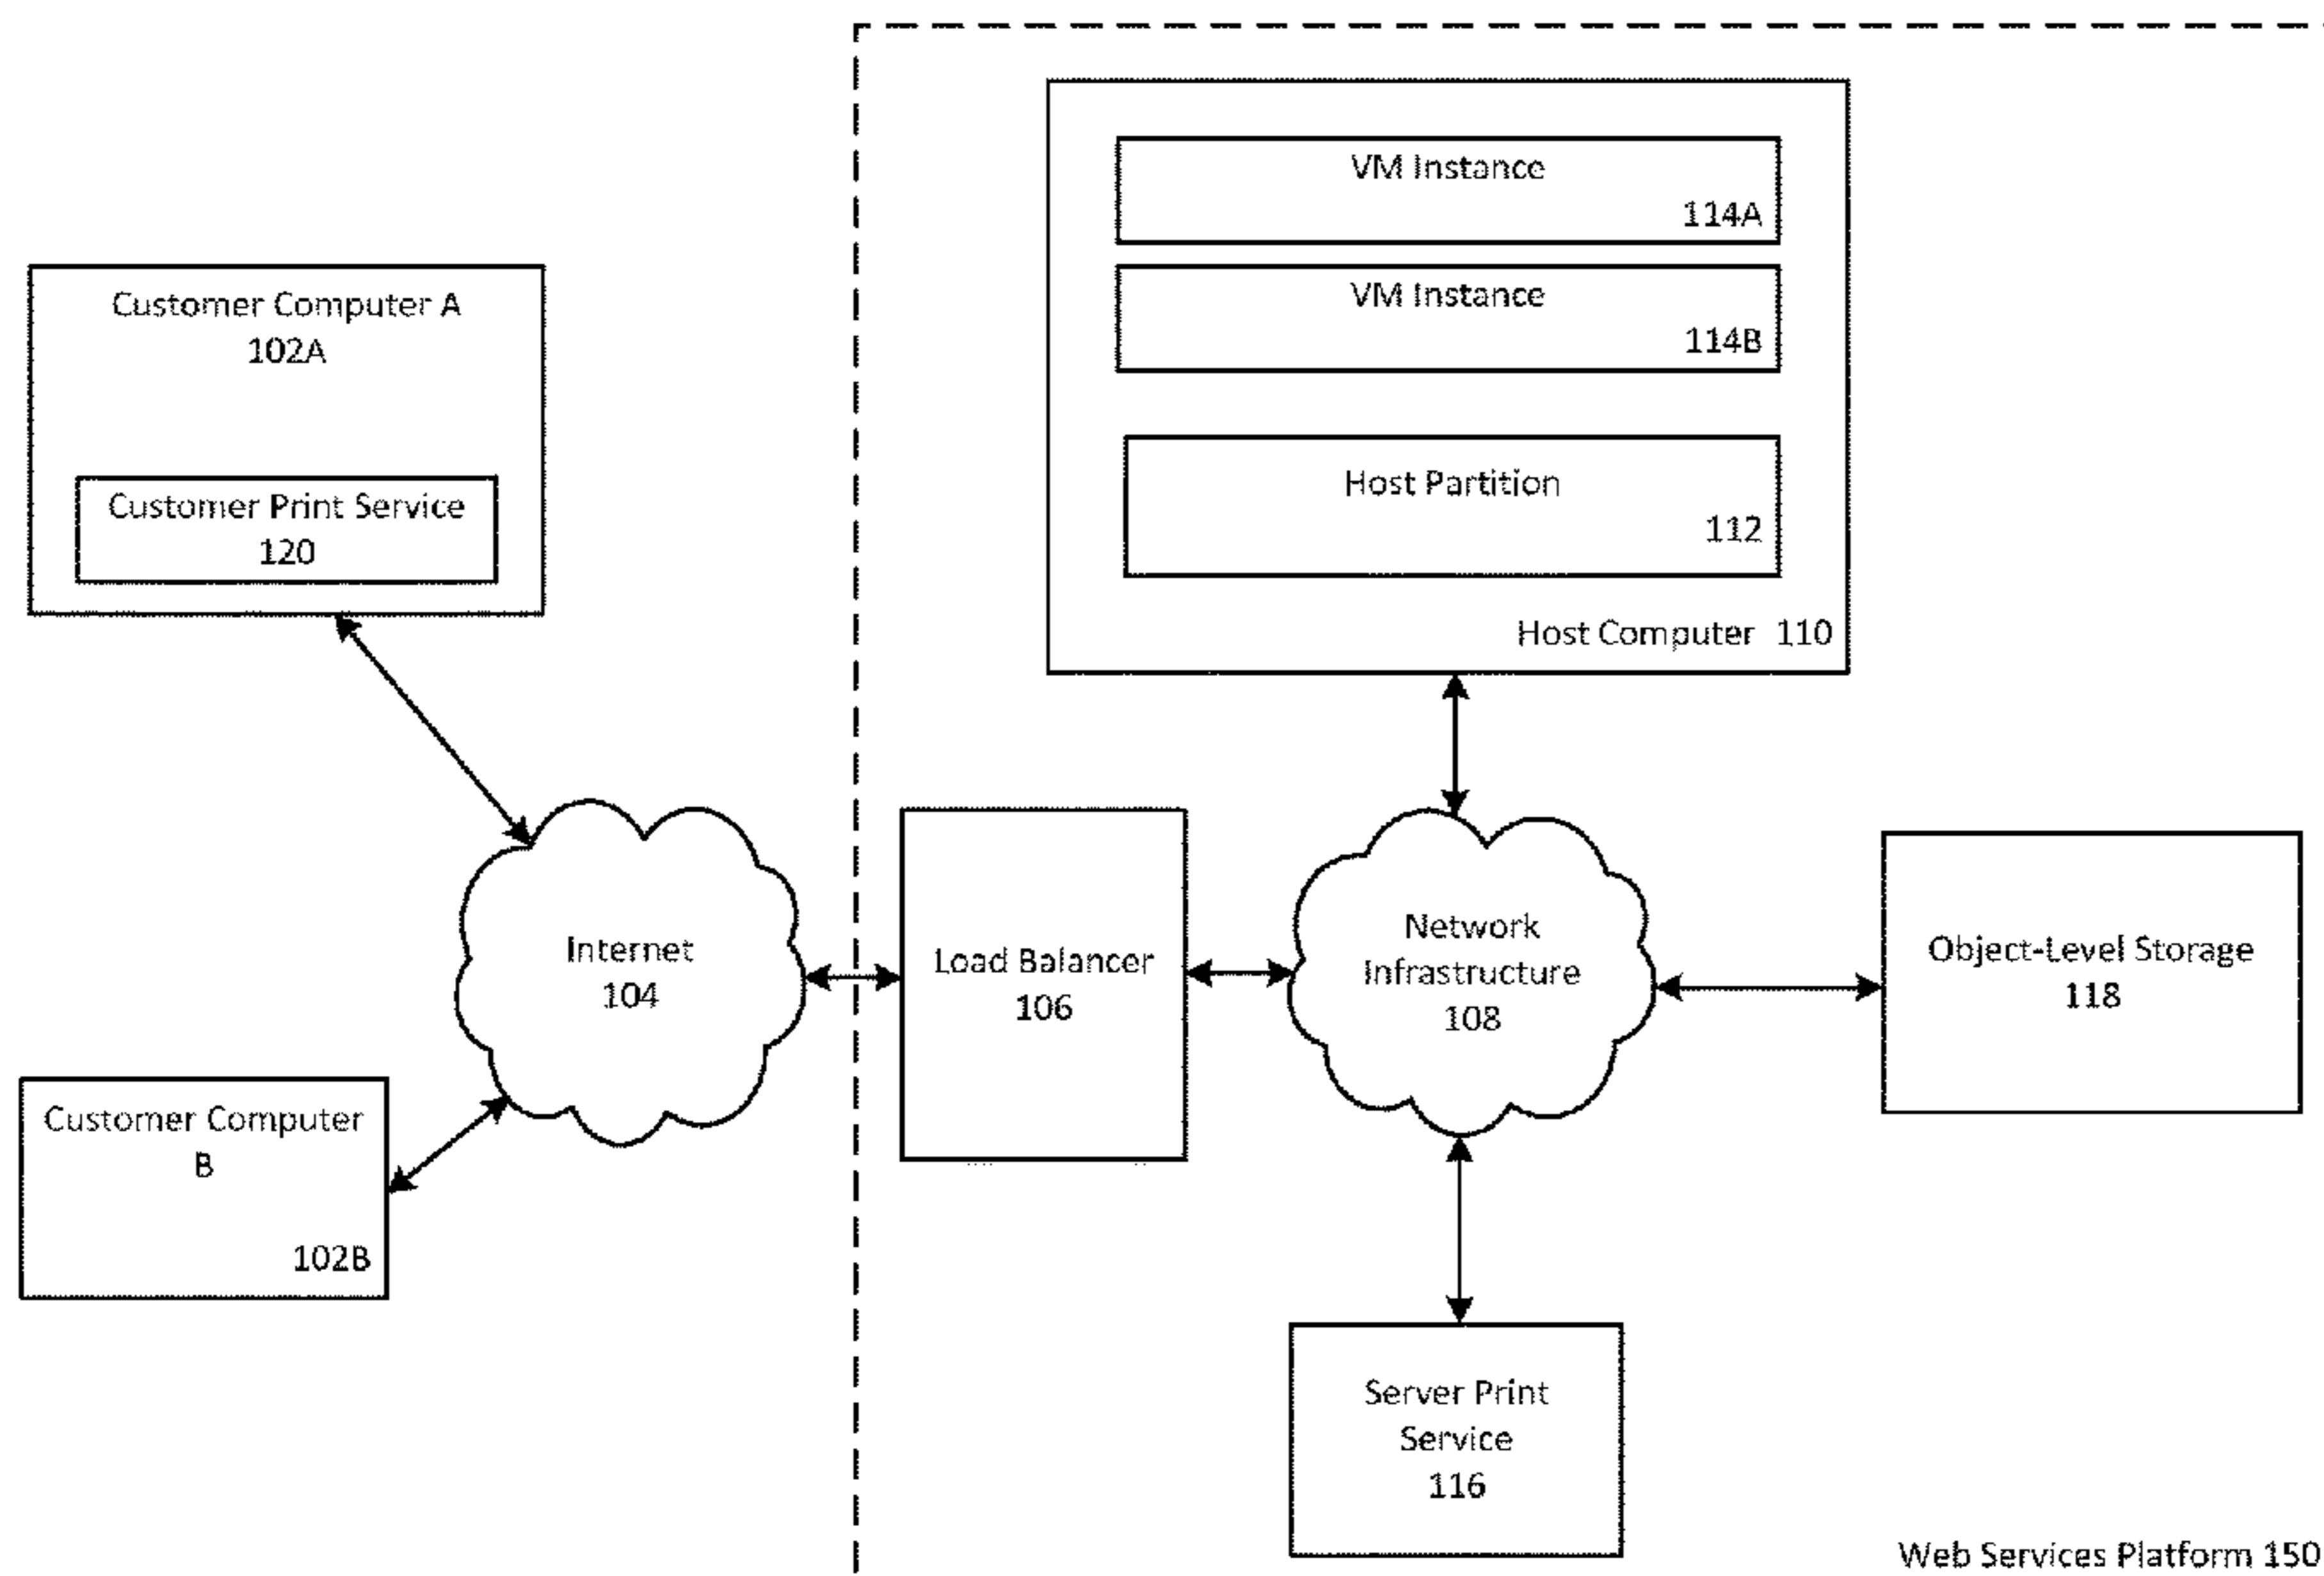 VM Instance
114A
VM Instance
114B
Host Partition
112
Host Computer 110
Customer Computer A
102A
Customer Print Service
120
Internet
104
Load Balancer
106
Network
Infrastructure
108
Object-Level Storage
118
Customer Computer
B
102B
Server Print
Service
116
Web Services Platform 150